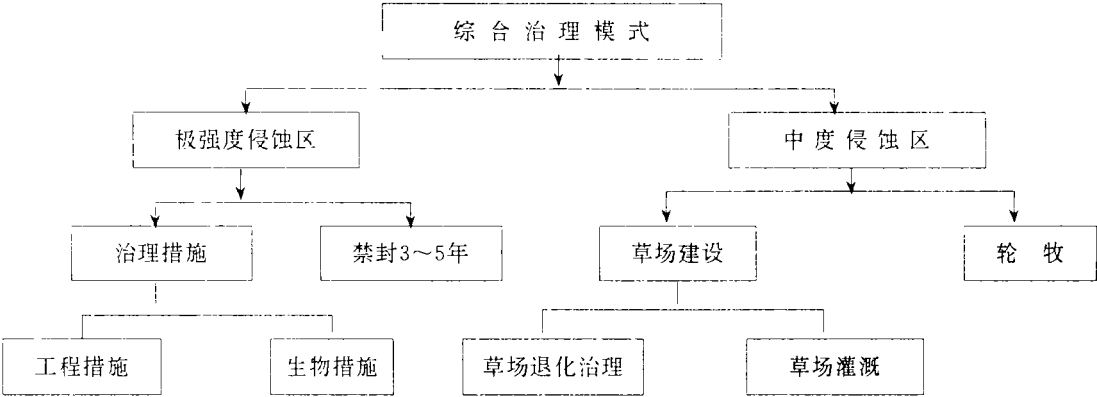 综合治理模式
极强度侵蚀区
中度侵蚀区
治理措施
禁封3～5年
草场建设
轮牧
工程措施
生物措施
草场退化治理
草场灌溉